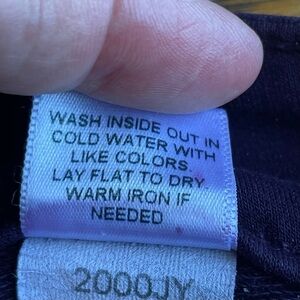 WASH INSIDE OUT IN
COLD WATER WITH
LIKE COLORS.
LAY FLAT TO DRY.
WARM IRON IF
NEEDED
2000JY